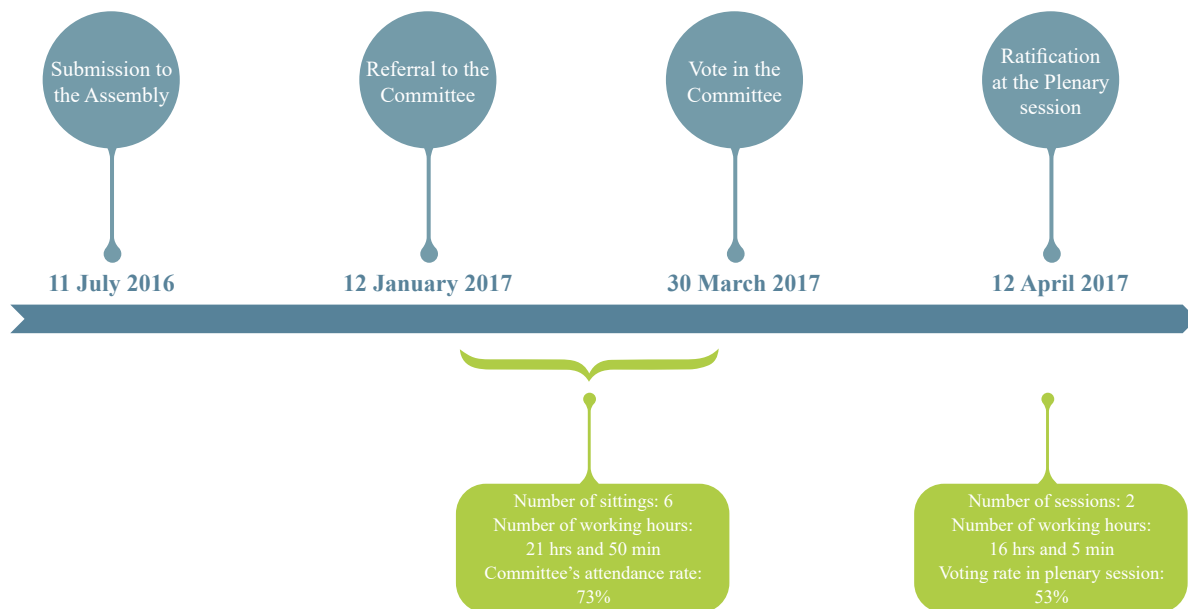 Submission to
the Assembly
Referral to the
Committee
Vote in the
Committee
Ratification
at the Plenary
session
11 July 2016
12 January 2017
30 March 2017
12 April 2017
Number of sittings: 6
Number of working hours:
21 hrs and 50 min
Committee’s attendance rate:
73%
Number of sessions: 2
Number of working hours:
16 hrs and 5 min
Voting rate in plenary session:
53%